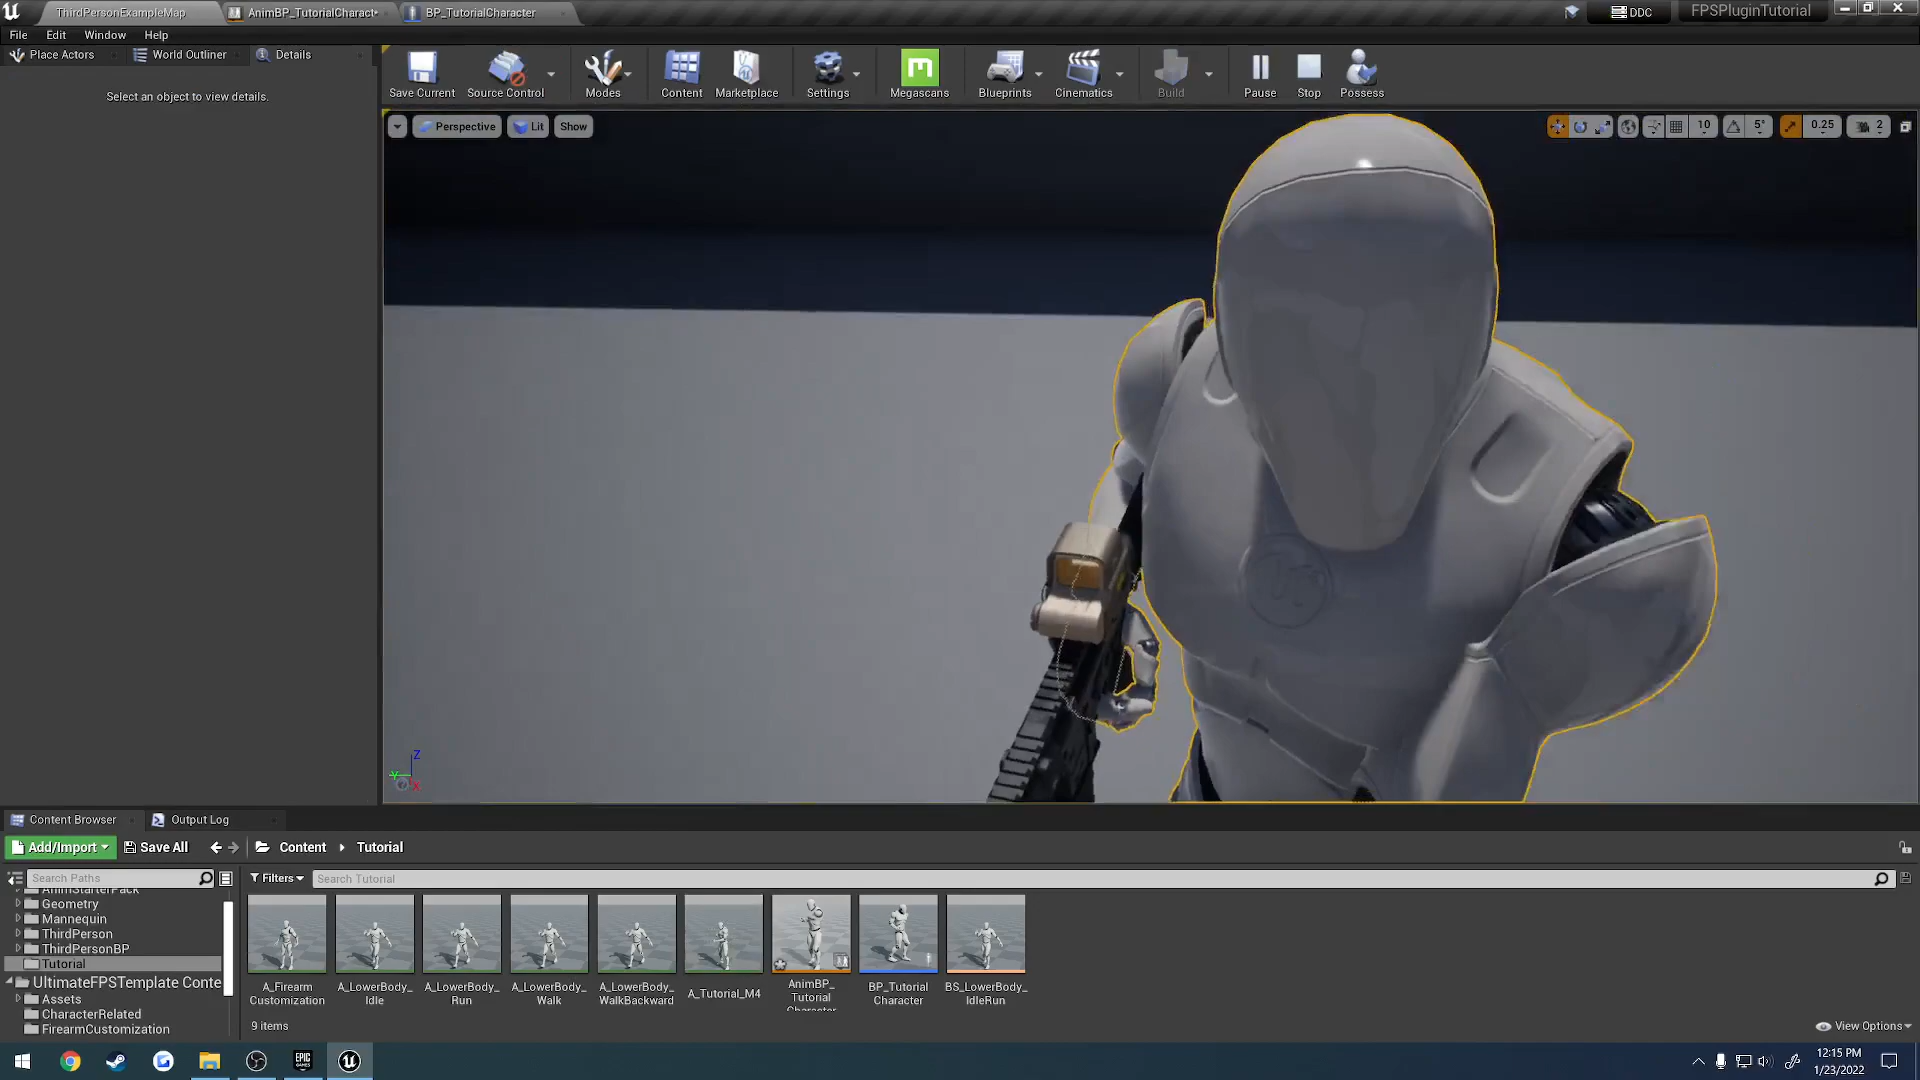 ThirdPersonExampleMap
AnimBP_TutorialCharact•
BP_TutorialCharacter
DDC
FPSPluginTutorial
File Edit Window Help
Place Actors
World Outliner
Details
Select an object to view details.
Save Current
Source Control
Modes
Content
Marketplace
Settings
Megascans
Blueprints
Cinematics
Build
Pause
Stop
Possess
Perspective
Lit
Show
10
5°
0.25
2
Z
Y
X
Content Browser
Output Log
Add/Import
Save All
Content
Tutorial
Search Paths
Filters
Search Tutorial
AnimStarterPack
Geometry
Mannequin
ThirdPerson
ThirdPersonBP
Tutorial
UltimateFPSTemplate Conte
Assets
CharacterRelated
FirearmCustomization
A_Firearm
Customization
A_LowerBody_
Idle
A_LowerBody_
Run
A_LowerBody_
Walk
A_LowerBody_
WalkBackward
A_Tutorial_M4
AnimBP_
Tutorial
Character
BP_Tutorial
Character
BS_LowerBody_
IdleRun
9 items
View Options
EPIC
GAMES
12:15 PM
1/23/2022